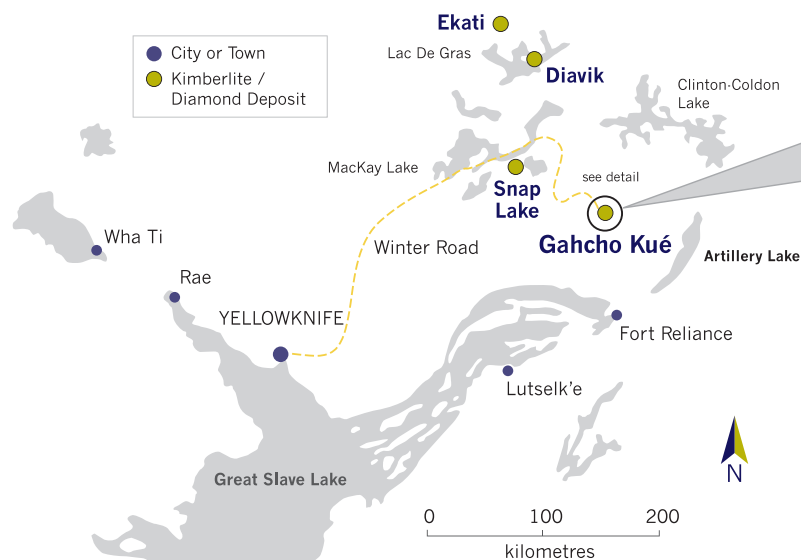 Ekati
City or Town
Kimberlite /
Diamond Deposit
Lac De Gras
Diavik
Clinton-Coldon
Lake
MacKay Lake
see detail
Snap
Lake
Wha Ti
Winter Road
Gahcho Kué
Artillery Lake
Rae
YELLOWKNIFE
Fort Reliance
Lutselk’e
N
Great Slave Lake
0 100 200
kilometres